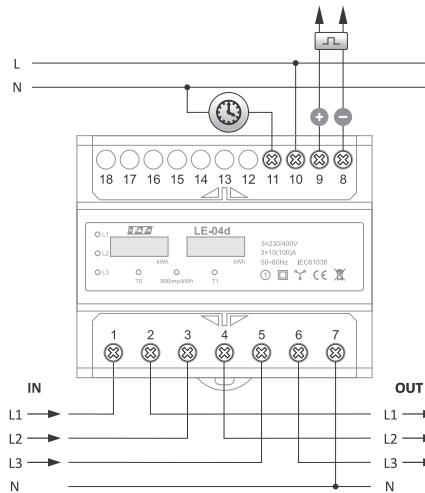 L
N
+ −
18 17 16 15 14 13 12 11 10 9 8
F&F® LE-04d
L1
L2
L3
kWh kWh
T0 800imp/kWh T1
3×230/400V
3×10(100)A
50÷60Hz IEC61036
1 CE
1 2 3 4 5 6 7
IN OUT
L1 L1
L2 L2
L3 L3
N N